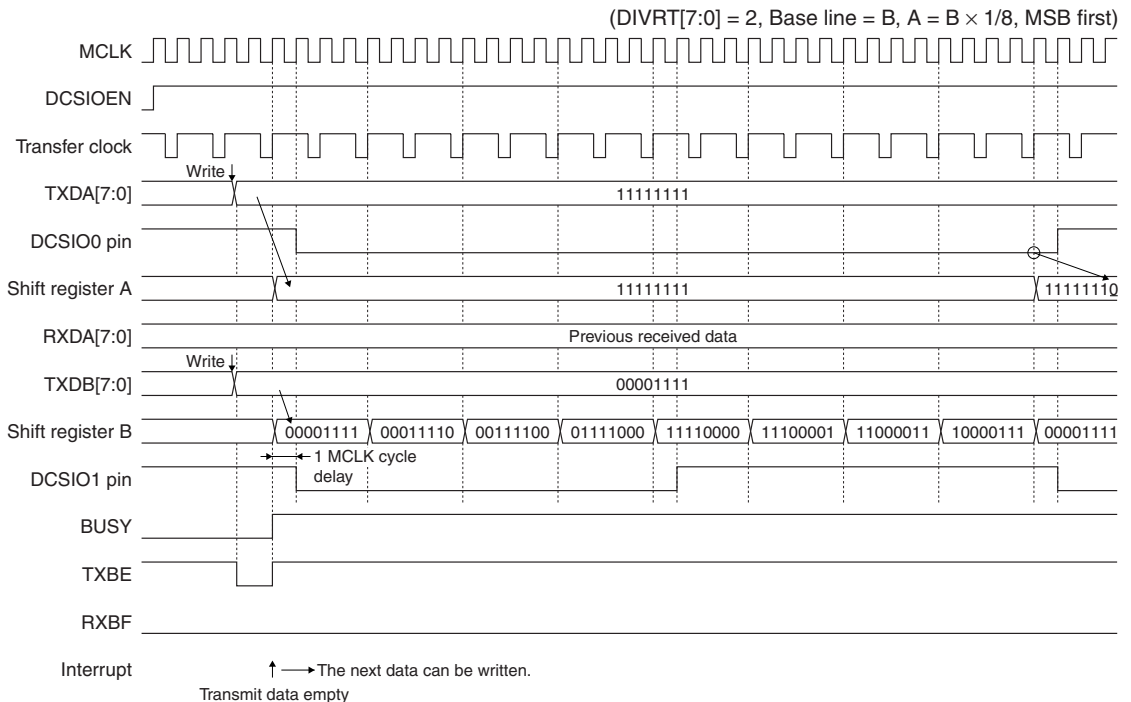 (DIVRT[7:0] = 2, Base line = B, A = B × 1/8, MSB first)
MCLK
DCSIOEN
Transfer clock
Write
TXDA[7:0] 11111111
DCSIO0 pin
Shift register A 11111111 11111110
RXDA[7:0] Previous received data
Write
TXDB[7:0] 00001111
Shift register B 00001111 00011110 00111100 01111000 11110000 11100001 11000011 10000111 00001111
1 MCLK cycle
delay
DCSIO1 pin
BUSY
TXBE
RXBF
Interrupt The next data can be written.
Transmit data empty